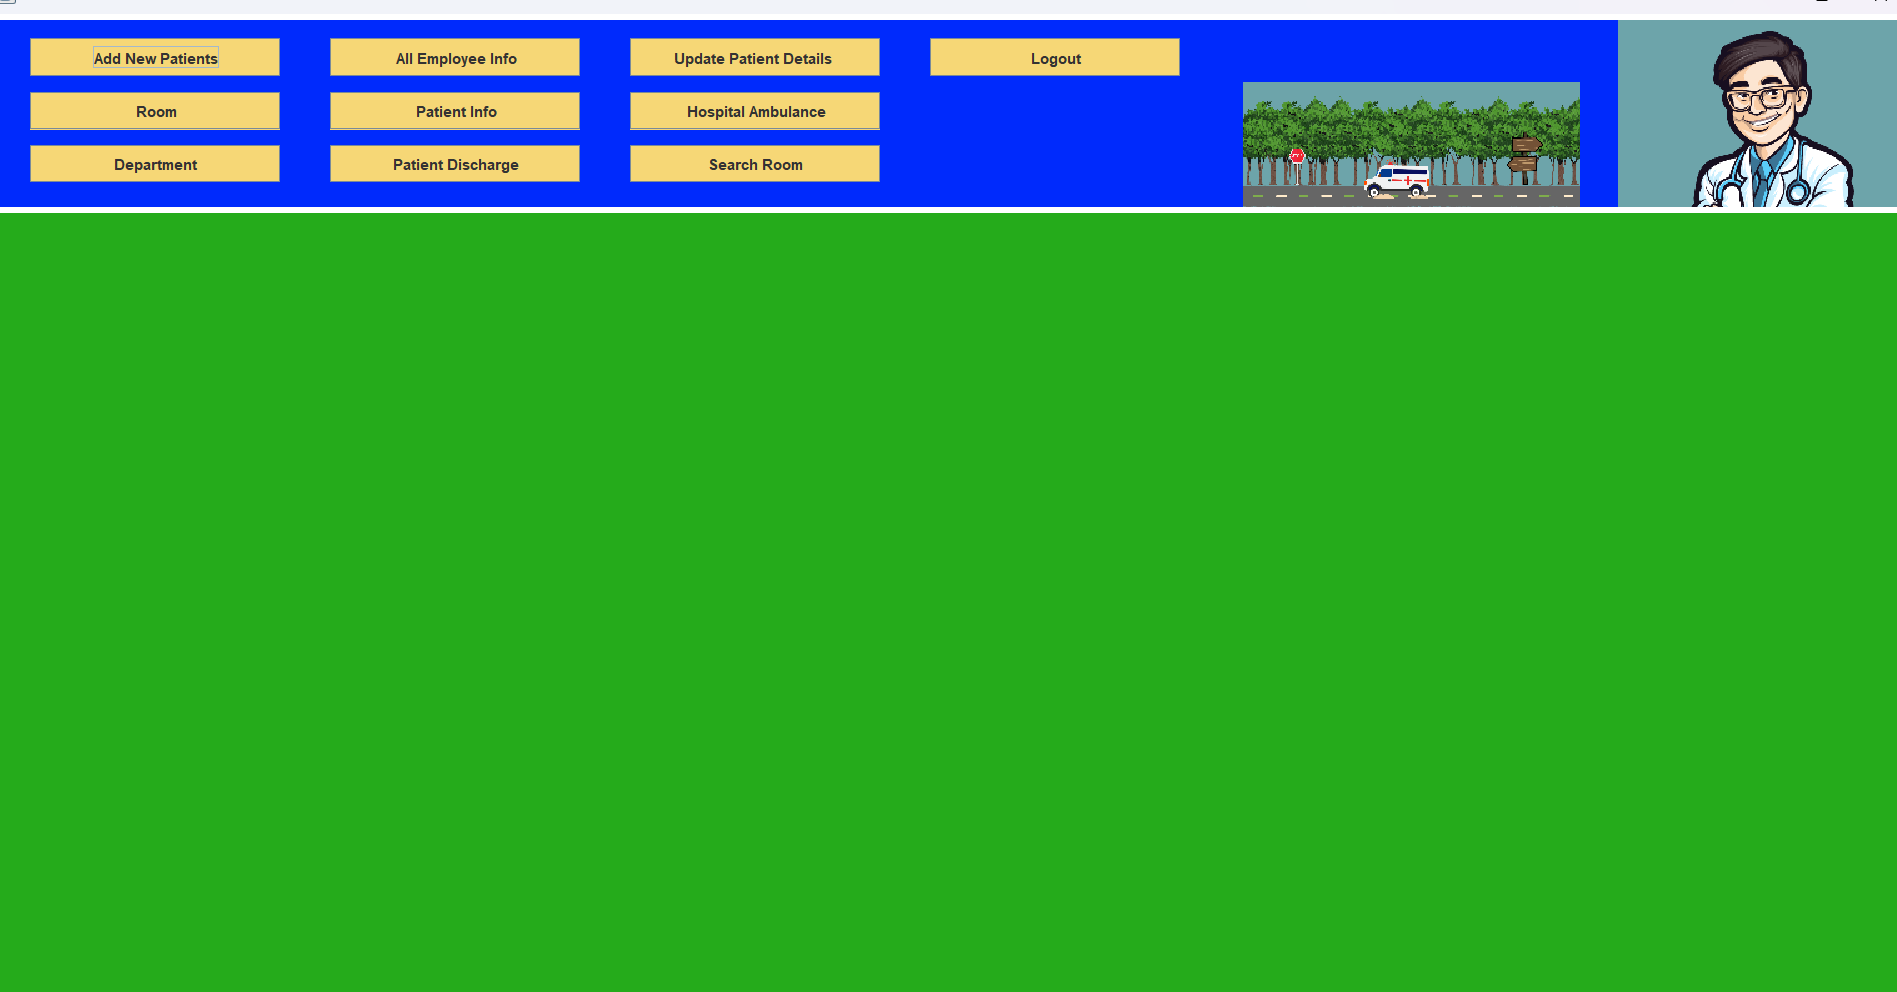 Add New Patients
All Employee Info
Update Patient Details
Logout
Room
Patient Info
Hospital Ambulance
Department
Patient Discharge
Search Room